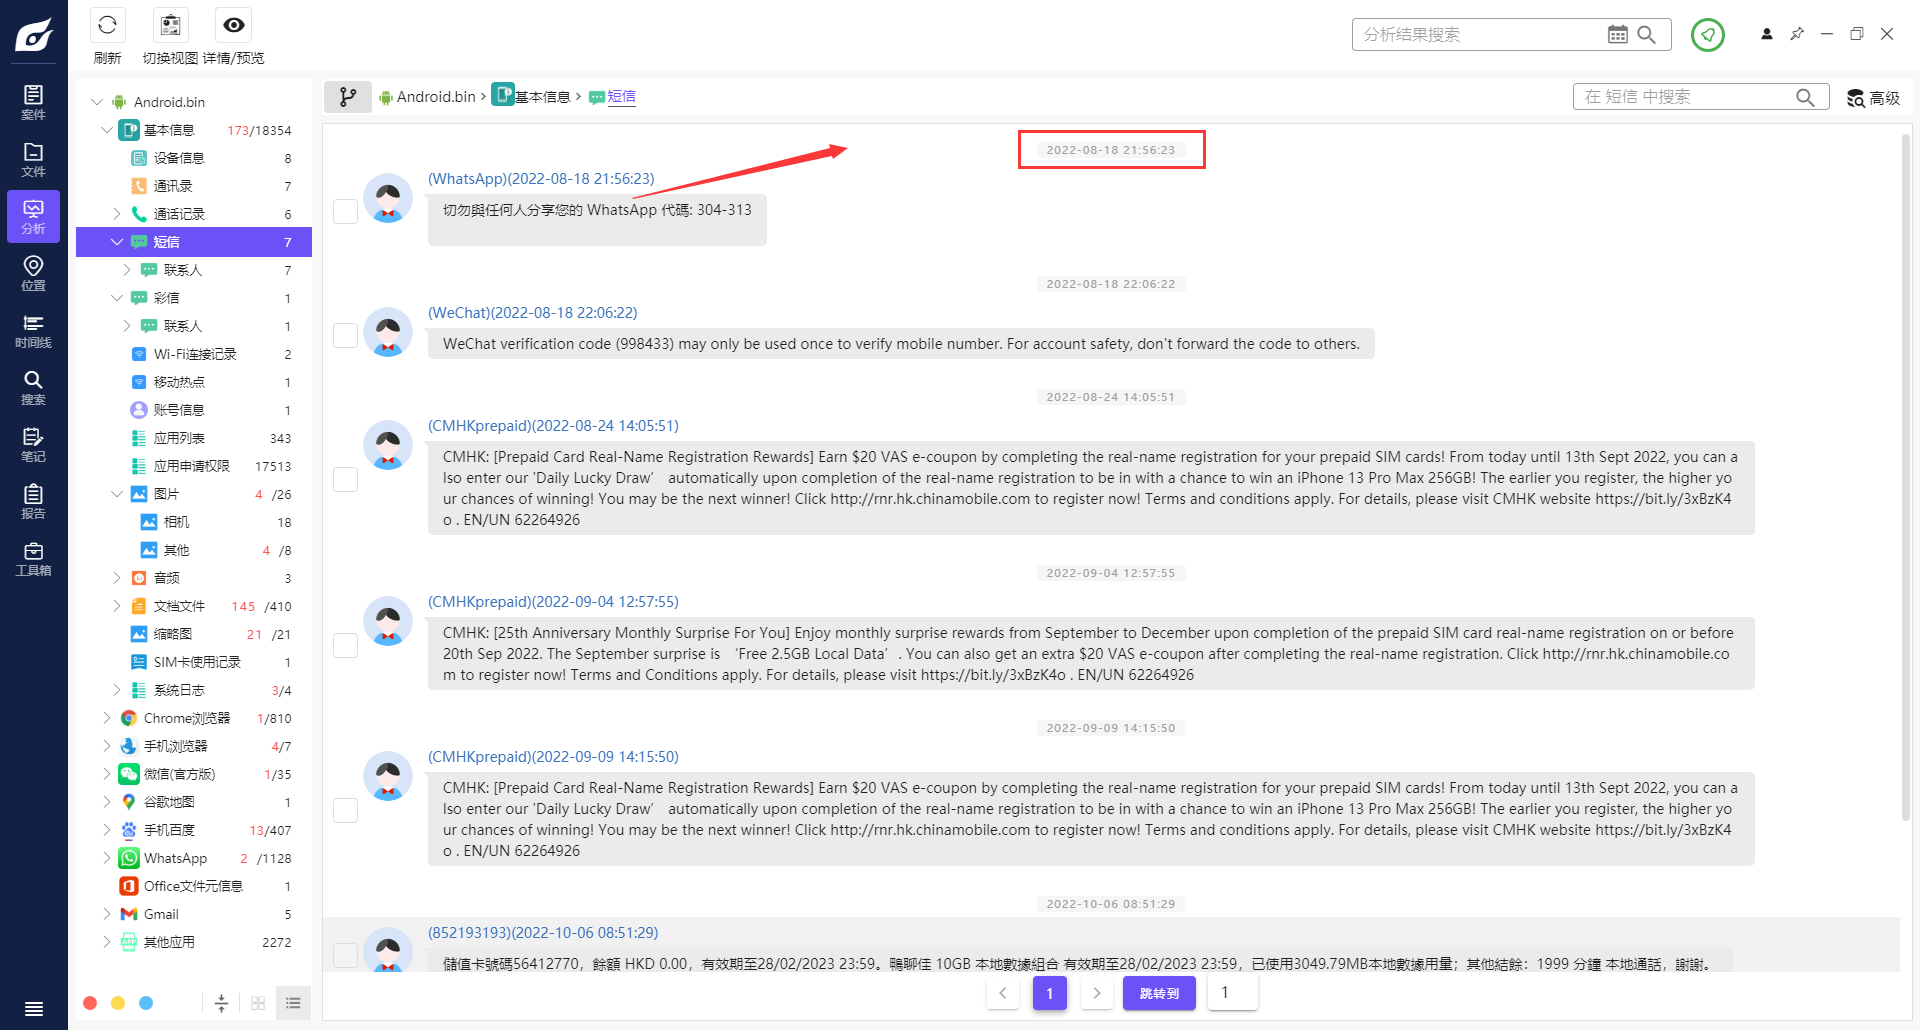 刷新
切换视图
详情/预览
分析结果搜索
案件
文件
分析
位置
时间线
搜索
笔记
报告
工具箱
Android.bin
基本信息 173/18354
设备信息 8
通讯录 7
通话记录 6
短信 7
联系人 7
彩信 1
联系人 1
Wi-Fi连接记录 2
移动热点 1
账号信息 1
应用列表 343
应用申请权限 17513
图片 4 /26
相机 18
其他 4 /8
音频 3
文档文件 145 /410
缩略图 21 /21
SIM卡使用记录 1
系统日志 3/4
Chrome浏览器 1/810
手机浏览器 4/7
微信(官方版) 1/35
谷歌地图 1
手机百度 13/407
WhatsApp 2 /1128
Office文件元信息 1
Gmail 5
其他应用 2272
Android.bin > 基本信息 > 短信
在 短信 中搜索
高级
2022-08-18 21:56:23
(WhatsApp)(2022-08-18 21:56:23)
切勿與任何人分享您的 WhatsApp 代碼: 304-313
2022-08-18 22:06:22
(WeChat)(2022-08-18 22:06:22)
WeChat verification code (998433) may only be used once to verify mobile number. For account safety, don't forward the code to others.
2022-08-24 14:05:51
(CMHKprepaid)(2022-08-24 14:05:51)
CMHK: [Prepaid Card Real-Name Registration Rewards] Earn $20 VAS e-coupon by completing the real-name registration for your prepaid SIM cards! From today until 13th Sept 2022, you can a
lso enter our 'Daily Lucky Draw’ automatically upon completion of the real-name registration to be in with a chance to win an iPhone 13 Pro Max 256GB! The earlier you register, the higher yo
ur chances of winning! You may be the next winner! Click http://rnr.hk.chinamobile.com to register now! Terms and conditions apply. For details, please visit CMHK website https://bit.ly/3xBzK4
o . EN/UN 62264926
2022-09-04 12:57:55
(CMHKprepaid)(2022-09-04 12:57:55)
CMHK: [25th Anniversary Monthly Surprise For You] Enjoy monthly surprise rewards from September to December upon completion of the prepaid SIM card real-name registration on or before
20th Sep 2022. The September surprise is ‘Free 2.5GB Local Data’. You can also get an extra $20 VAS e-coupon after completing the real-name registration. Click http://rnr.hk.chinamobile.co
m to register now! Terms and Conditions apply. For details, please visit https://bit.ly/3xBzK4o . EN/UN 62264926
2022-09-09 14:15:50
(CMHKprepaid)(2022-09-09 14:15:50)
CMHK: [Prepaid Card Real-Name Registration Rewards] Earn $20 VAS e-coupon by completing the real-name registration for your prepaid SIM cards! From today until 13th Sept 2022, you can a
lso enter our 'Daily Lucky Draw’ automatically upon completion of the real-name registration to be in with a chance to win an iPhone 13 Pro Max 256GB! The earlier you register, the higher yo
ur chances of winning! You may be the next winner! Click http://rnr.hk.chinamobile.com to register now! Terms and conditions apply. For details, please visit CMHK website https://bit.ly/3xBzK4
o . EN/UN 62264926
2022-10-06 08:51:29
(852193193)(2022-10-06 08:51:29)
儲值卡號碼56412770，餘額 HKD 0.00，有效期至28/02/2023 23:59。鴨聊佳 10GB 本地數據組合 有效期至28/02/2023 23:59，已使用3049.79MB本地數據用量；其他結餘：1999 分鐘 本地通話，謝謝。
1
跳转到
1